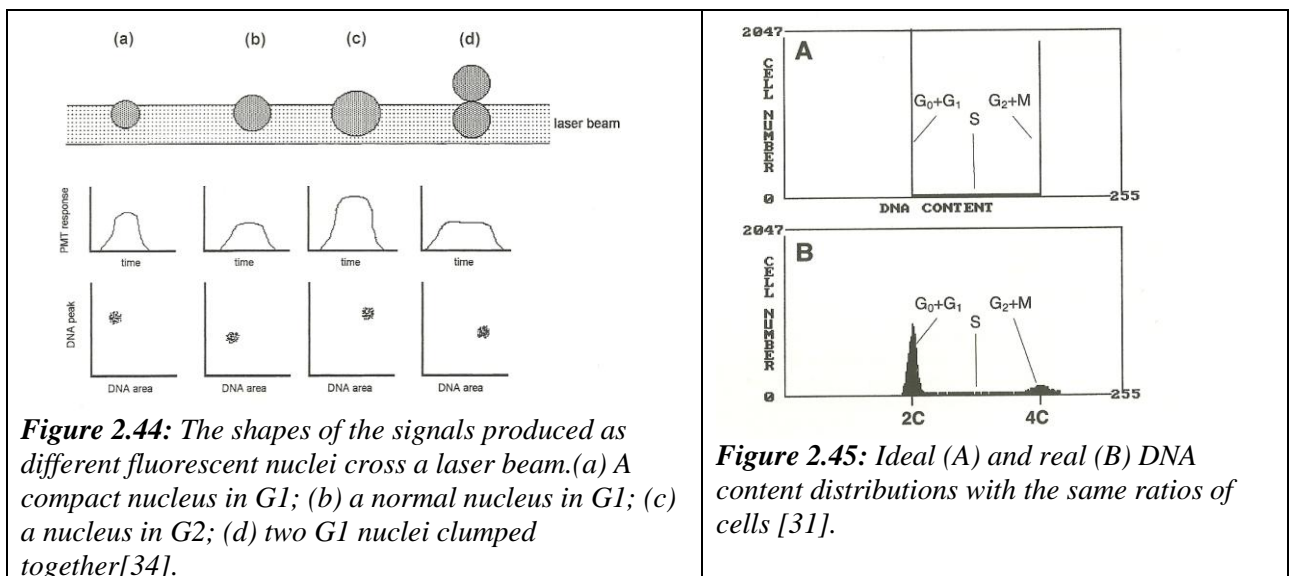 (a) (b) (c) (d)
laser beam
PMT response
time time time time
DNA peak
DNA area DNA area DNA area DNA area
Figure 2.44: The shapes of the signals produced as
different fluorescent nuclei cross a laser beam.(a) A
compact nucleus in G1; (b) a normal nucleus in G1; (c)
a nucleus in G2; (d) two G1 nuclei clumped
together[34].
2047
A
CELL NUMBER
G₀+G₁ S G₂+M
0 255
DNA CONTENT
2047
B
CELL NUMBER
G₀+G₁ S G₂+M
0 255
2C 4C
Figure 2.45: Ideal (A) and real (B) DNA
content distributions with the same ratios of
cells [31].